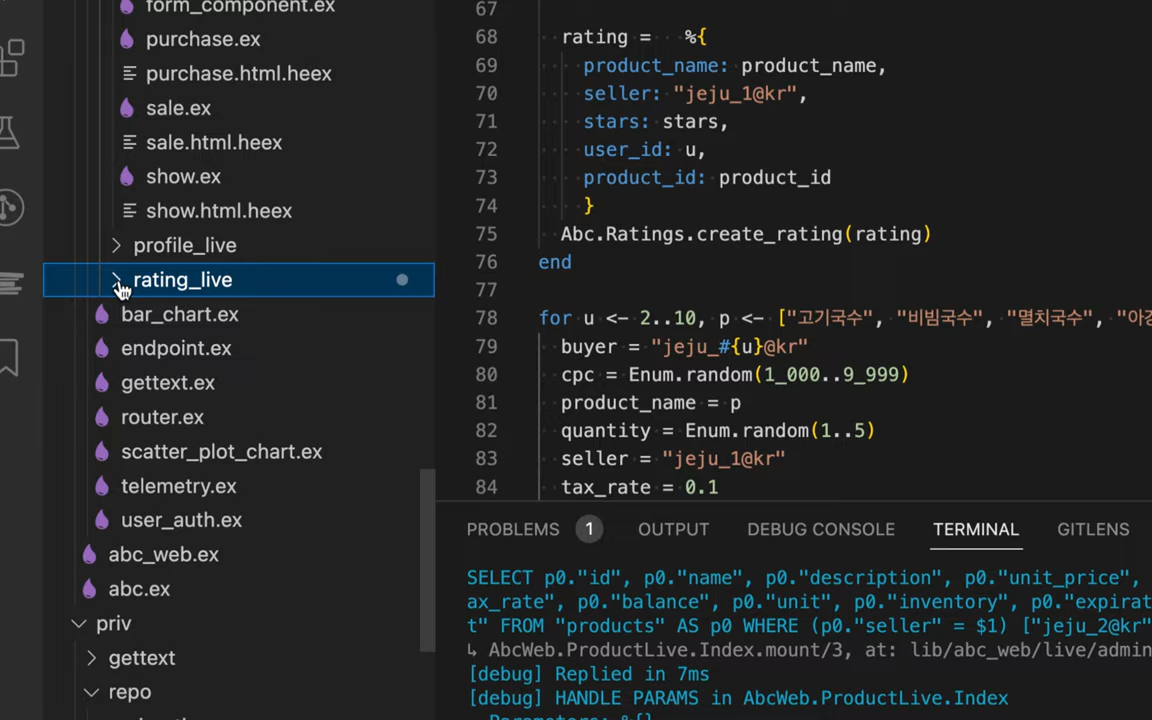 form_component.ex
purchase.ex
purchase.html.heex
sale.ex
sale.html.heex
show.ex
show.html.heex
profile_live
rating_live
bar_chart.ex
endpoint.ex
gettext.ex
router.ex
scatter_plot_chart.ex
telemetry.ex
user_auth.ex
abc_web.ex
abc.ex
priv
gettext
repo
67
68 rating = %{
69 product_name: product_name,
70 seller: "jeju_1@kr",
71 stars: stars,
72 user_id: u,
73 product_id: product_id
74 }
75 Abc.Ratings.create_rating(rating)
76 end
77
78 for u <- 2..10, p <- ["고기국수", "비빔국수", "멸치국수", "아
79 buyer = "jeju_#{u}@kr"
80 cpc = Enum.random(1_000..9_999)
81 product_name = p
82 quantity = Enum.random(1..5)
83 seller = "jeju_1@kr"
84 tax_rate = 0.1
PROBLEMS 1 OUTPUT DEBUG CONSOLE TERMINAL GITLENS
SELECT p0."id", p0."name", p0."description", p0."unit_price",
ax_rate", p0."balance", p0."unit", p0."inventory", p0."expirat
t" FROM "products" AS p0 WHERE (p0."seller" = $1) ["jeju_2@kr"
↳ AbcWeb.ProductLive.Index.mount/3, at: lib/abc_web/live/admin
[debug] Replied in 7ms
[debug] HANDLE PARAMS in AbcWeb.ProductLive.Index